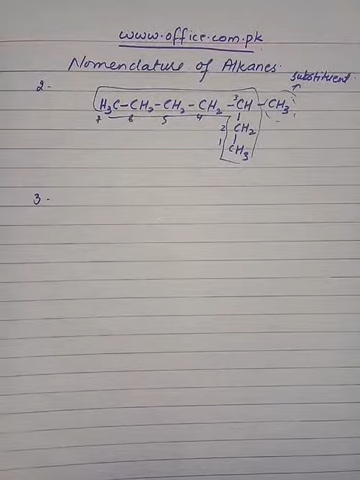 www.office.com.pk
Nomenclature of Alkanes
substituent
2-
H₃C-CH₂-CH₂-CH₂-CH-CH₃
7 6 5 4 3
2 CH₂
1 CH₃
3-